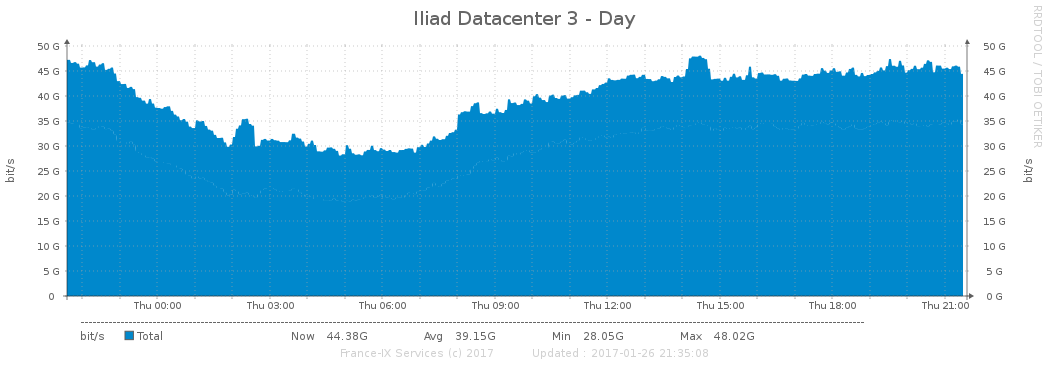 Iliad Datacenter 3 - Day
RRDTOOL / TOBI OETIKER
bit/s
50 G
45 G
40 G
35 G
30 G
25 G
20 G
15 G
10 G
5 G
0
50 G
45 G
40 G
35 G
30 G
25 G
20 G
15 G
10 G
5 G
0 G
bit/s
Thu 00:00 Thu 03:00 Thu 06:00 Thu 09:00 Thu 12:00 Thu 15:00 Thu 18:00 Thu 21:00
bit/s Total Now 44.38G Avg 39.15G Min 28.05G Max 48.02G
France-IX Services (c) 2017 Updated : 2017-01-26 21:35:08